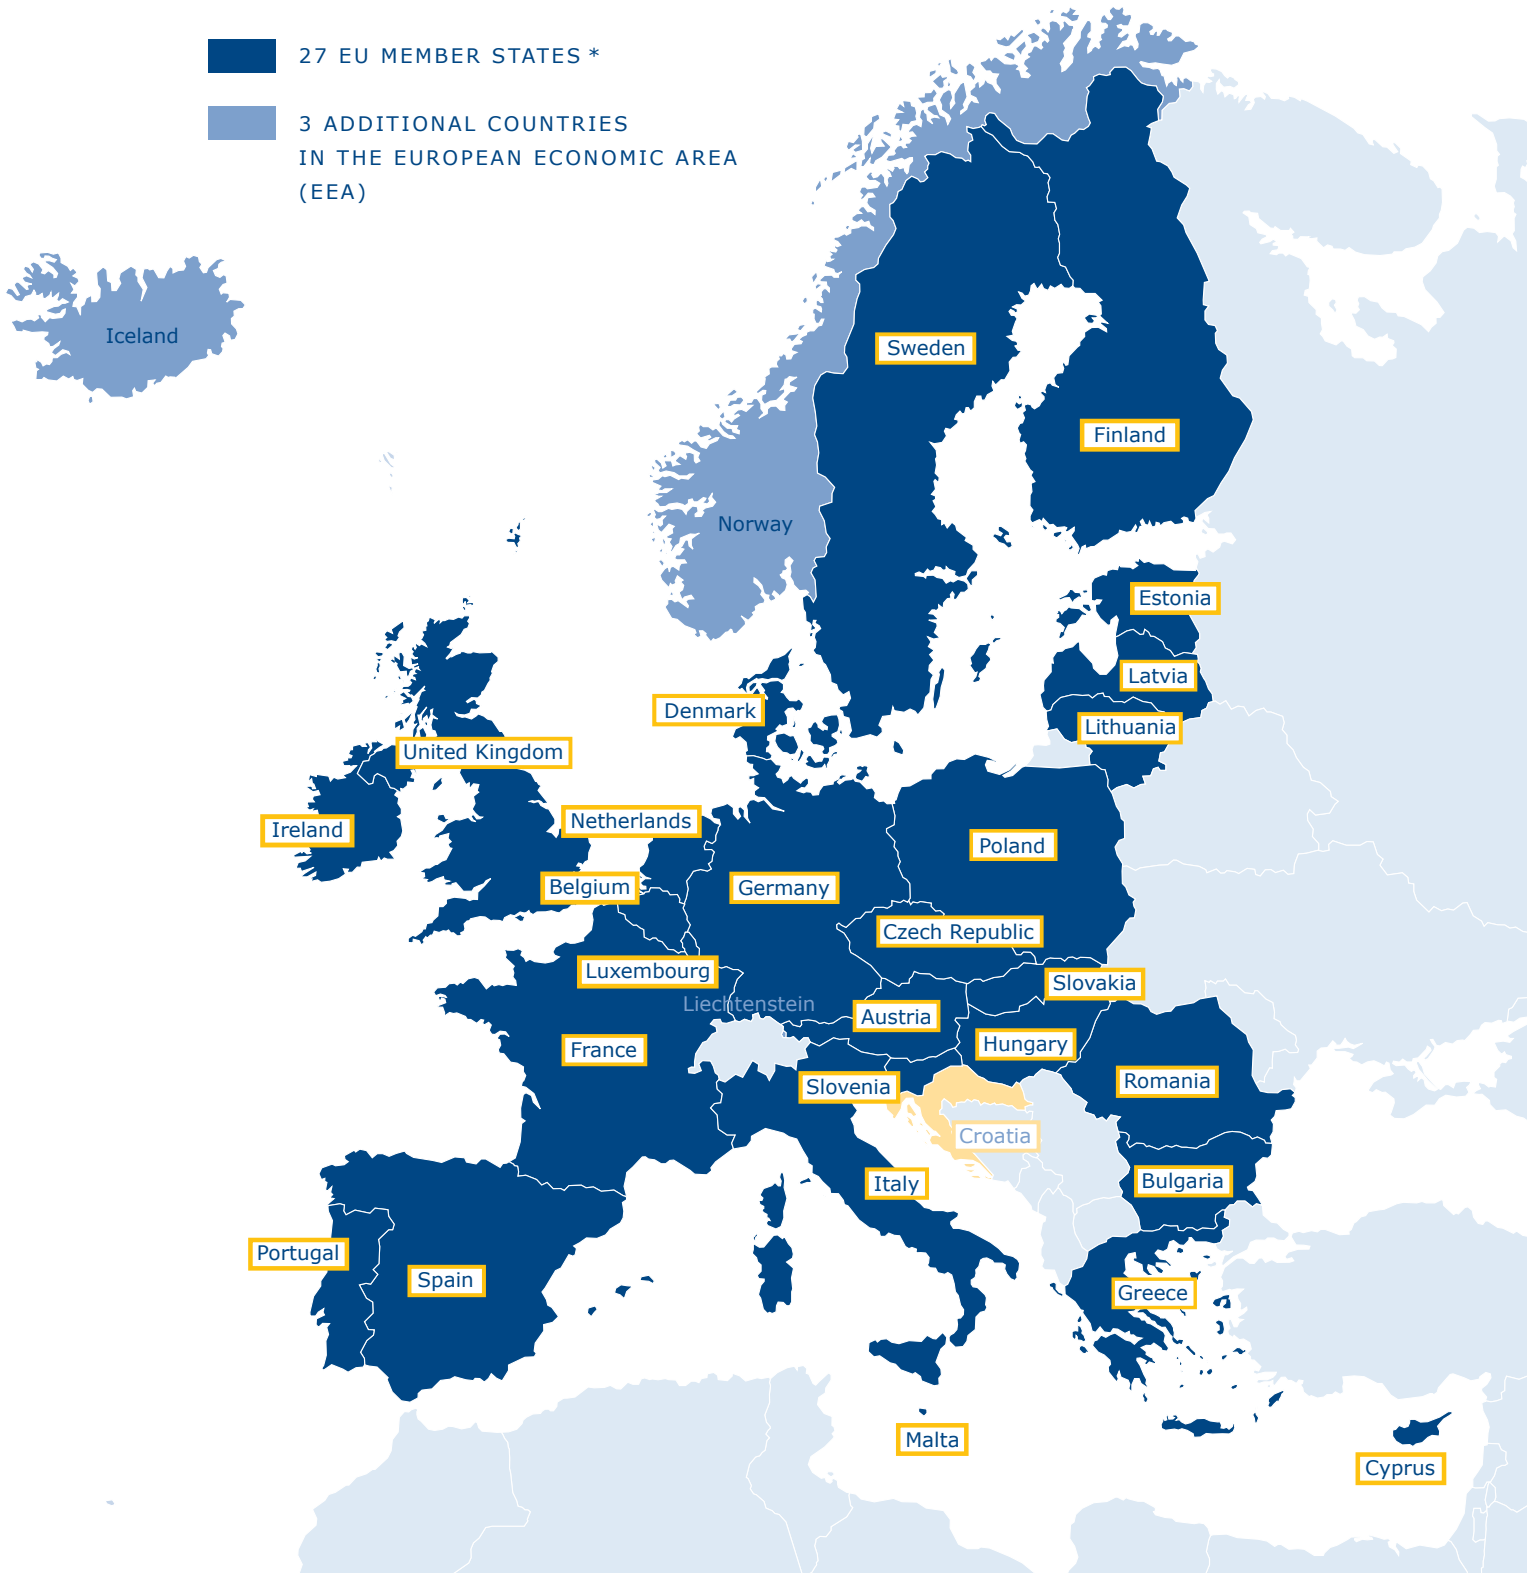 27 EU MEMBER STATES *
3 ADDITIONAL COUNTRIES
IN THE EUROPEAN ECONOMIC AREA
(EEA)
Iceland
Sweden
Finland
Norway
Estonia
Latvia
Denmark
Lithuania
United Kingdom
Netherlands
Ireland
Poland
Belgium
Germany
Czech Republic
Luxembourg
Slovakia
Liechtenstein
Austria
Hungary
France
Romania
Slovenia
Croatia
Bulgaria
Italy
Portugal
Spain
Greece
Malta
Cyprus